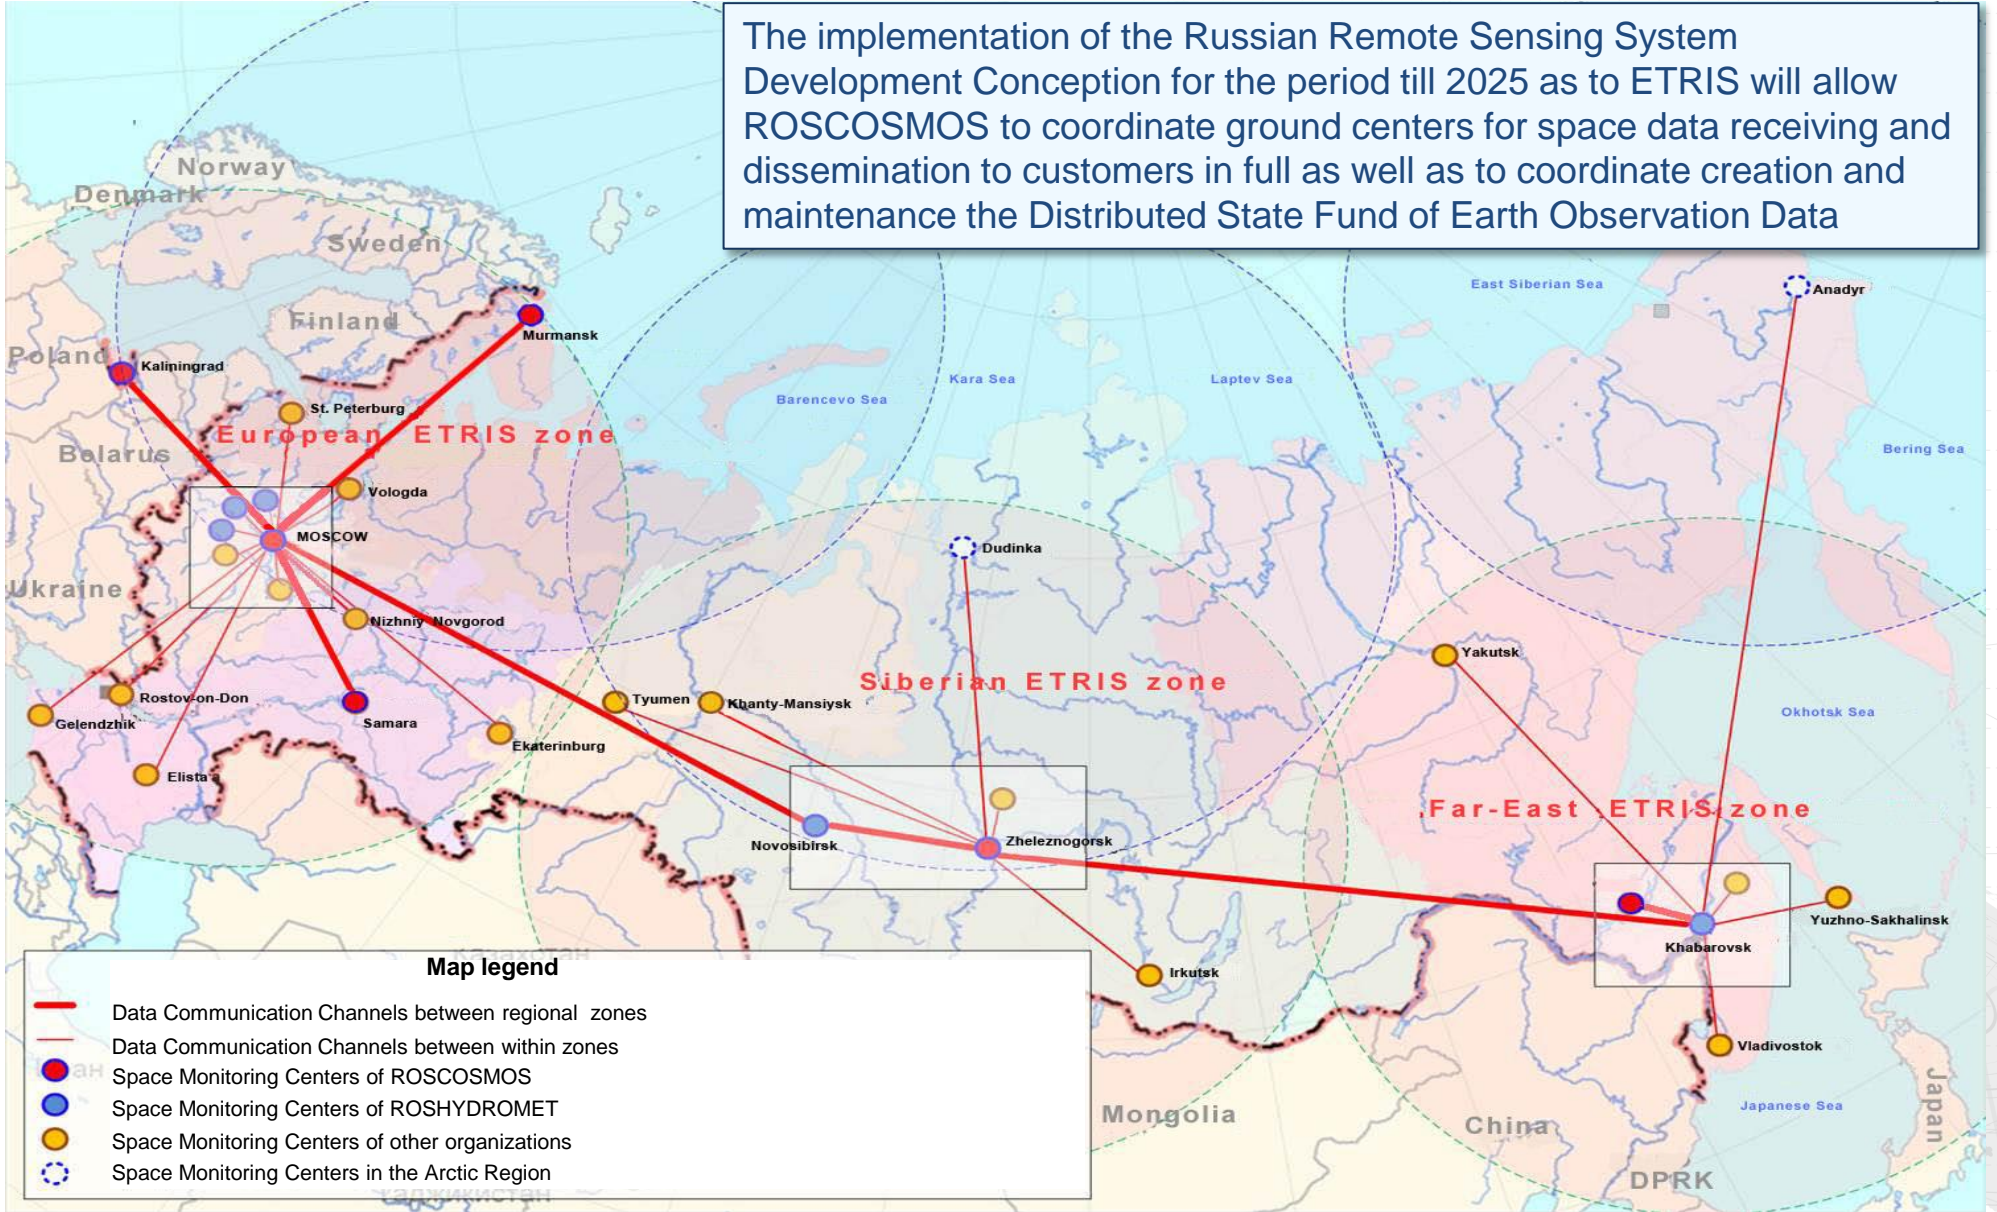 The implementation of the Russian Remote Sensing System
Development Conception for the period till 2025 as to ETRIS will allow
ROSCOSMOS to coordinate ground centers for space data receiving and
dissemination to customers in full as well as to coordinate creation and
maintenance the Distributed State Fund of Earth Observation Data
Norway
Denmark
Sweden
Finland
Poland
Belarus
Ukraine
East Siberian Sea
Anadyr
Murmansk
Kaliningrad
Kara Sea
Laptev Sea
Barencevo Sea
St. Peterburg
European ETRIS zone
Bering Sea
Vologda
MOSCOW
Dudinka
Nizhniy Novgorod
Yakutsk
Siberian ETRIS zone
Rostov-on-Don
Tyumen
Khanty-Mansiysk
Gelendzhik
Samara
Okhotsk Sea
Ekaterinburg
Elista
Far-East ETRIS zone
Novosibirsk
Zheleznogorsk
Yuzhno-Sakhalinsk
Khabarovsk
Irkutsk
Vladivostok
Mongolia
China
Japanese Sea
Japan
DPRK
Казахстан
Map legend
Data Communication Channels between regional zones
Data Communication Channels between within zones
Space Monitoring Centers of ROSCOSMOS
Space Monitoring Centers of ROSHYDROMET
Space Monitoring Centers of other organizations
Space Monitoring Centers in the Arctic Region